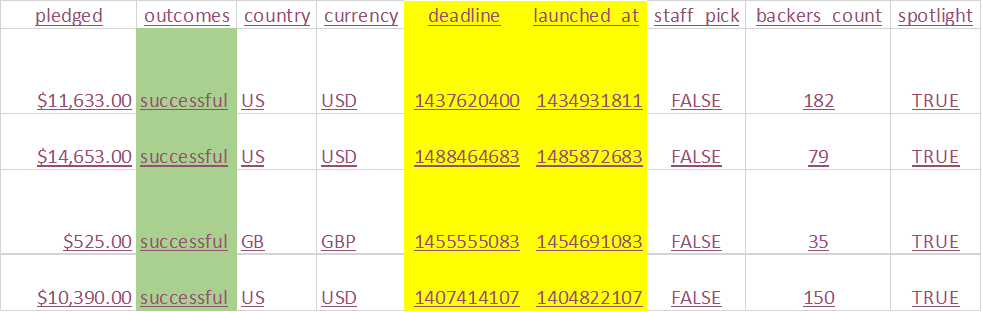 pledged outcomes country currency deadline launched_at staff_pick backers_count spotlight
$11,633.00 successful US USD 1437620400 1434931811 FALSE 182 TRUE
$14,653.00 successful US USD 1488464683 1485872683 FALSE 79 TRUE
$525.00 successful GB GBP 1455555083 1454691083 FALSE 35 TRUE
$10,390.00 successful US USD 1407414107 1404822107 FALSE 150 TRUE